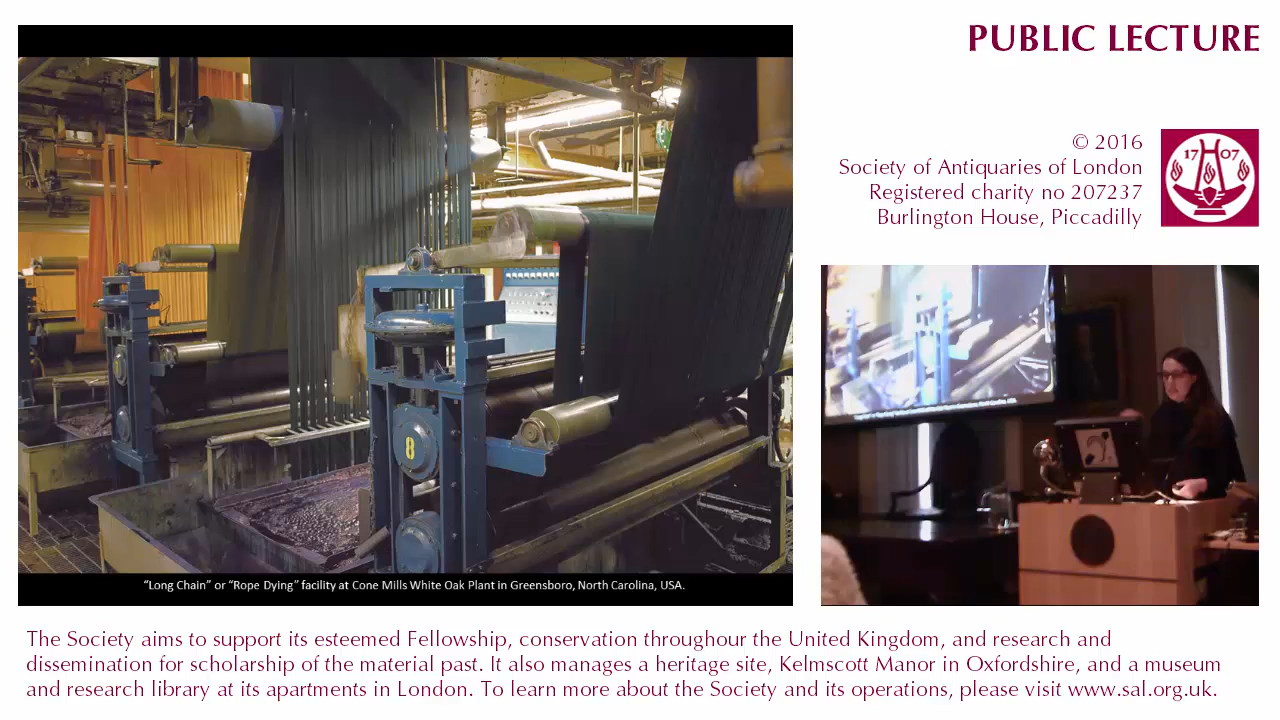 PUBLIC LECTURE
© 2016
Society of Antiquaries of London
Registered charity no 207237
Burlington House, Piccadilly
17 07
8
“Long Chain” or “Rope Dying” facility at Cone Mills White Oak Plant in Greensboro, North Carolina, USA.
The Society aims to support its esteemed Fellowship, conservation throughour the United Kingdom, and research and
dissemination for scholarship of the material past. It also manages a heritage site, Kelmscott Manor in Oxfordshire, and a museum
and research library at its apartments in London. To learn more about the Society and its operations, please visit www.sal.org.uk.